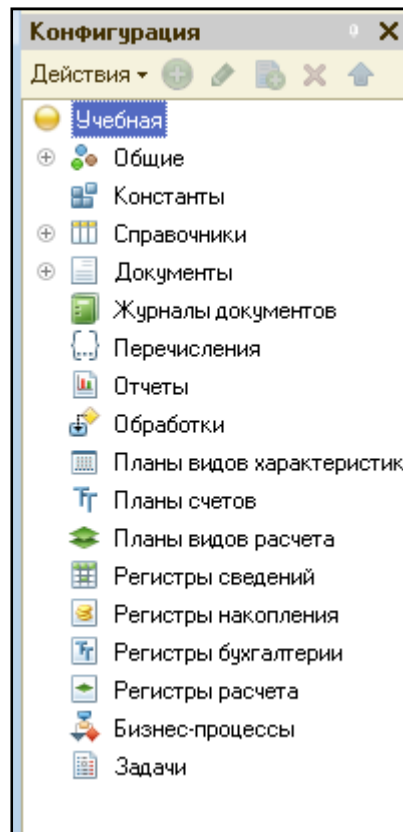 Конфигурация
Действия
Учебная
Общие
Константы
Справочники
Документы
Журналы документов
Перечисления
Отчеты
Обработки
Планы видов характеристик
Планы счетов
Планы видов расчета
Регистры сведений
Регистры накопления
Регистры бухгалтерии
Регистры расчета
Бизнес-процессы
Задачи